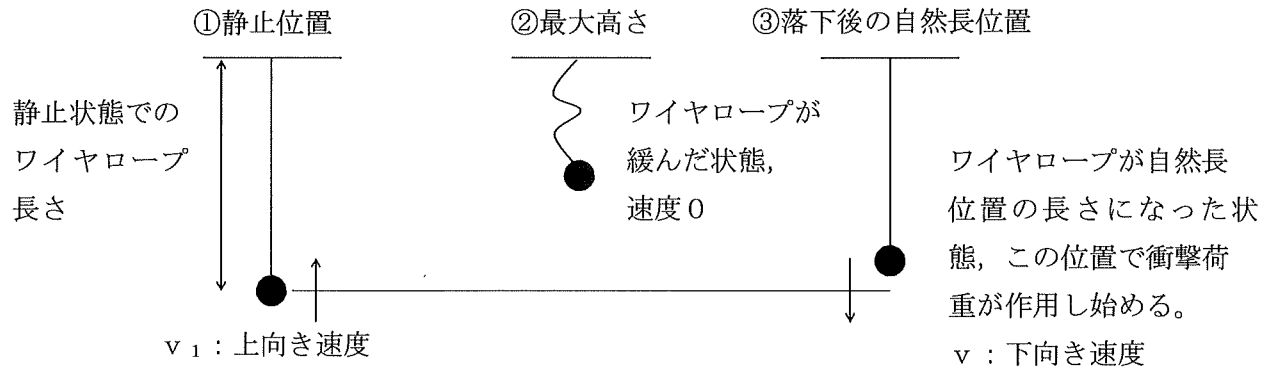 ①静止位置
②最大高さ
③落下後の自然長位置
静止状態での
ワイヤロープ
長さ
ワイヤロープが
緩んだ状態,
速度0
ワイヤロープが自然長
位置の長さになった状
態,この位置で衝撃荷
重が作用し始める。
v1:上向き速度
v:下向き速度